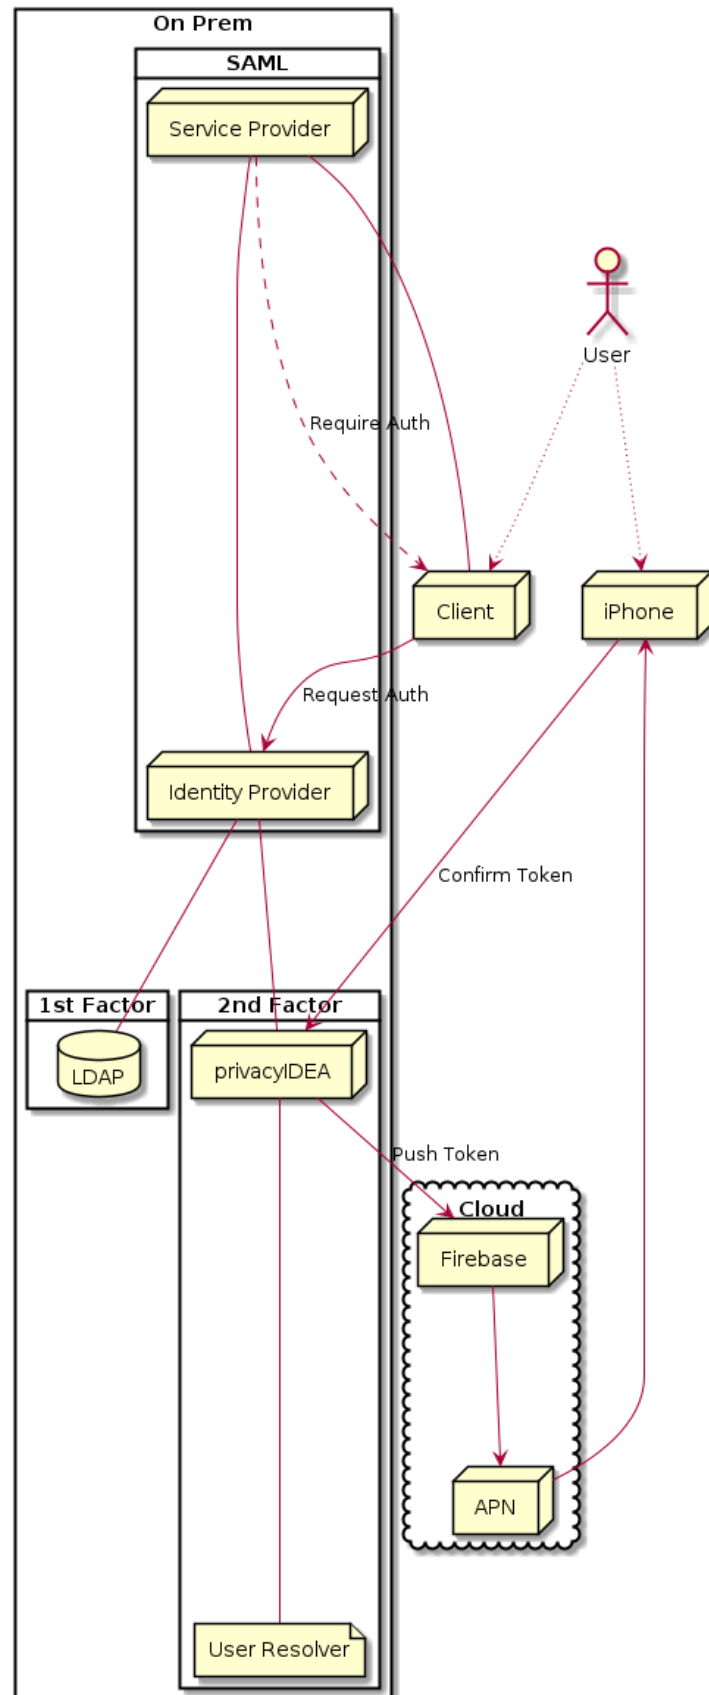 On Prem
SAML
Service Provider
User
Require Auth
Client
iPhone
Request Auth
Identity Provider
Confirm Token
1st Factor
2nd Factor
LDAP
privacyIDEA
Push Token
Cloud
Firebase
APN
User Resolver